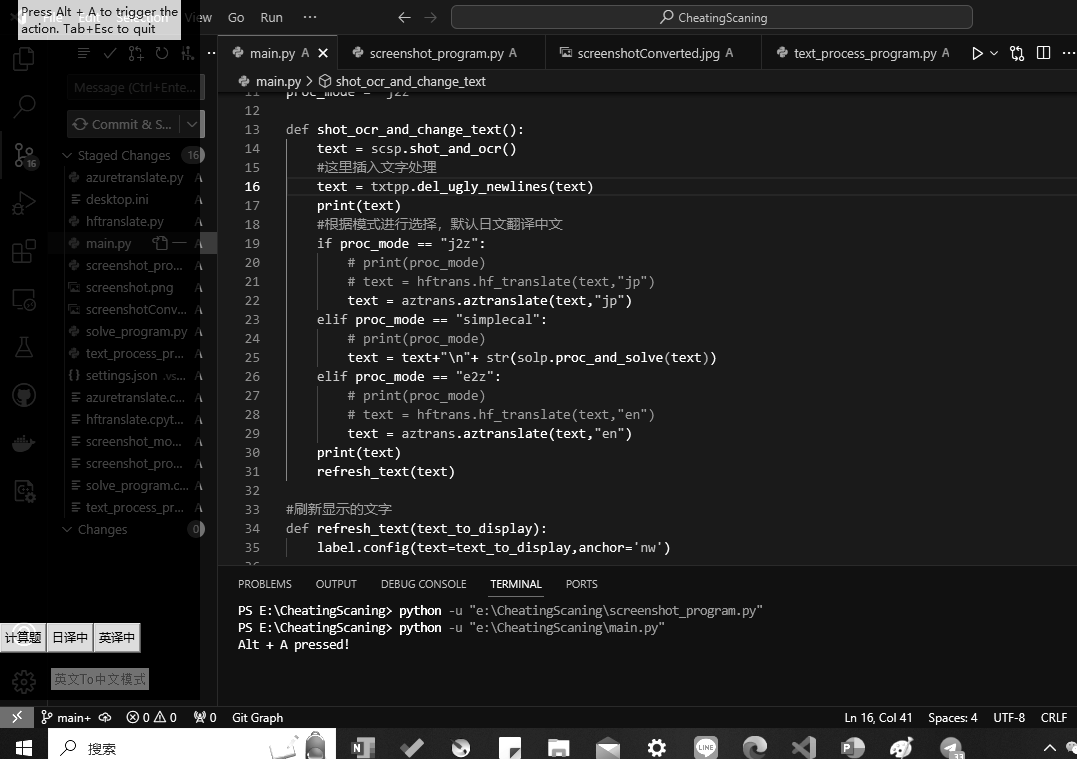 Press Alt + A to trigger the
action. Tab+Esc to quit
File Edit Selection View Go Run ···
CheatingScaning
main.py A
screenshot_program.py A
screenshotConverted.jpg A
text_process_program.py A
main.py > shot_ocr_and_change_text
Message (Ctrl+Ente...
Commit & S...
Staged Changes 16
azuretranslate.py A
desktop.ini A
hftranslate.py A
main.py A
screenshot_pro... A
screenshot.png A
screenshotConv... A
solve_program.py A
text_process_pr... A
settings.json .vs... A
azuretranslate.c... A
hftranslate.cpyt... A
screenshot_mo... A
screenshot_pro... A
solve_program.c... A
text_process_pr... A
Changes 0
16
11 proc_mode = "j2z"
12
13 def shot_ocr_and_change_text():
14 text = scsp.shot_and_ocr()
15 #这里插入文字处理
16 text = txtpp.del_ugly_newlines(text)
17 print(text)
18 #根据模式进行选择，默认日文翻译中文
19 if proc_mode == "j2z":
20 # print(proc_mode)
21 # text = hftrans.hf_translate(text,"jp")
22 text = aztrans.aztranslate(text,"jp")
23 elif proc_mode == "simplecal":
24 # print(proc_mode)
25 text = text+"\n"+ str(solp.proc_and_solve(text))
26 elif proc_mode == "e2z":
27 # print(proc_mode)
28 # text = hftrans.hf_translate(text,"en")
29 text = aztrans.aztranslate(text,"en")
30 print(text)
31 refresh_text(text)
32
33 #刷新显示的文字
34 def refresh_text(text_to_display):
35 label.config(text=text_to_display,anchor='nw')
PROBLEMS OUTPUT DEBUG CONSOLE TERMINAL PORTS
PS E:\CheatingScaning> python -u "e:\CheatingScaning\screenshot_program.py"
PS E:\CheatingScaning> python -u "e:\CheatingScaning\main.py"
Alt + A pressed!
计算题 日译中 英译中
英文To中文模式
main+ 0 0 0 Git Graph
Ln 16, Col 41 Spaces: 4 UTF-8 CRLF
搜索
N LINE P 33